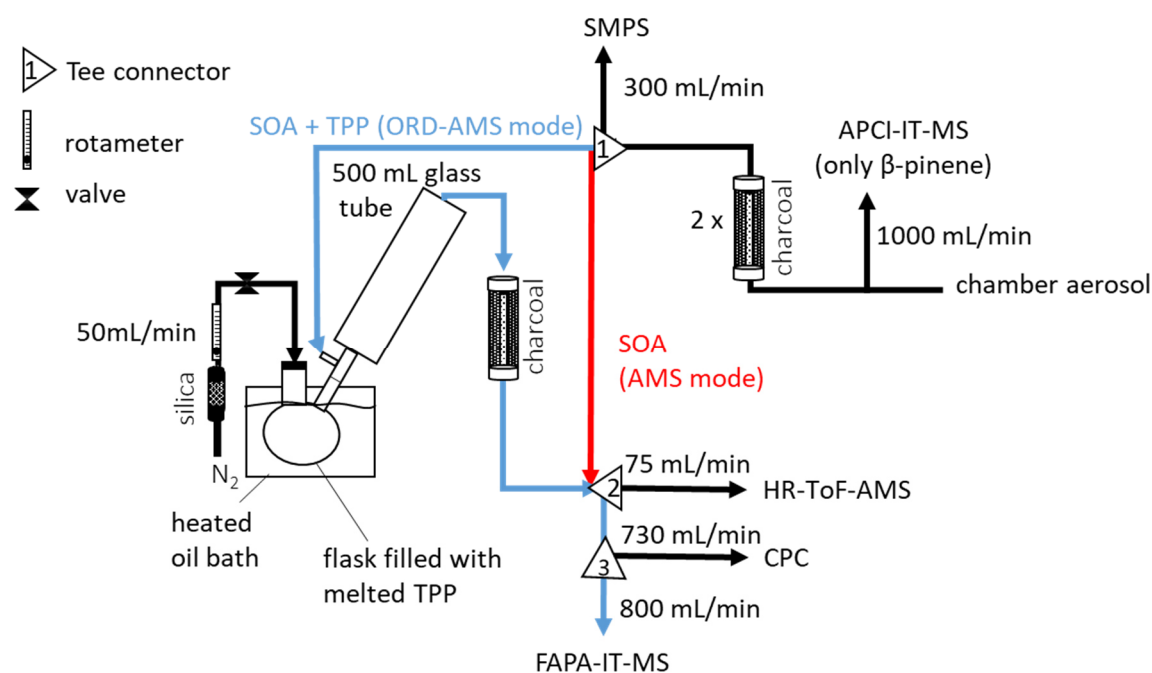 SMPS
300 mL/min
1
Tee connector
rotameter
valve
SOA + TPP (ORD-AMS mode)
1
APCI-IT-MS
(only β-pinene)
500 mL glass
tube
2 x
charcoal
1000 mL/min
chamber aerosol
50mL/min
silica
N2
charcoal
SOA
(AMS mode)
heated
oil bath
flask filled with
melted TPP
2
75 mL/min
HR-ToF-AMS
730 mL/min
CPC
3
800 mL/min
FAPA-IT-MS